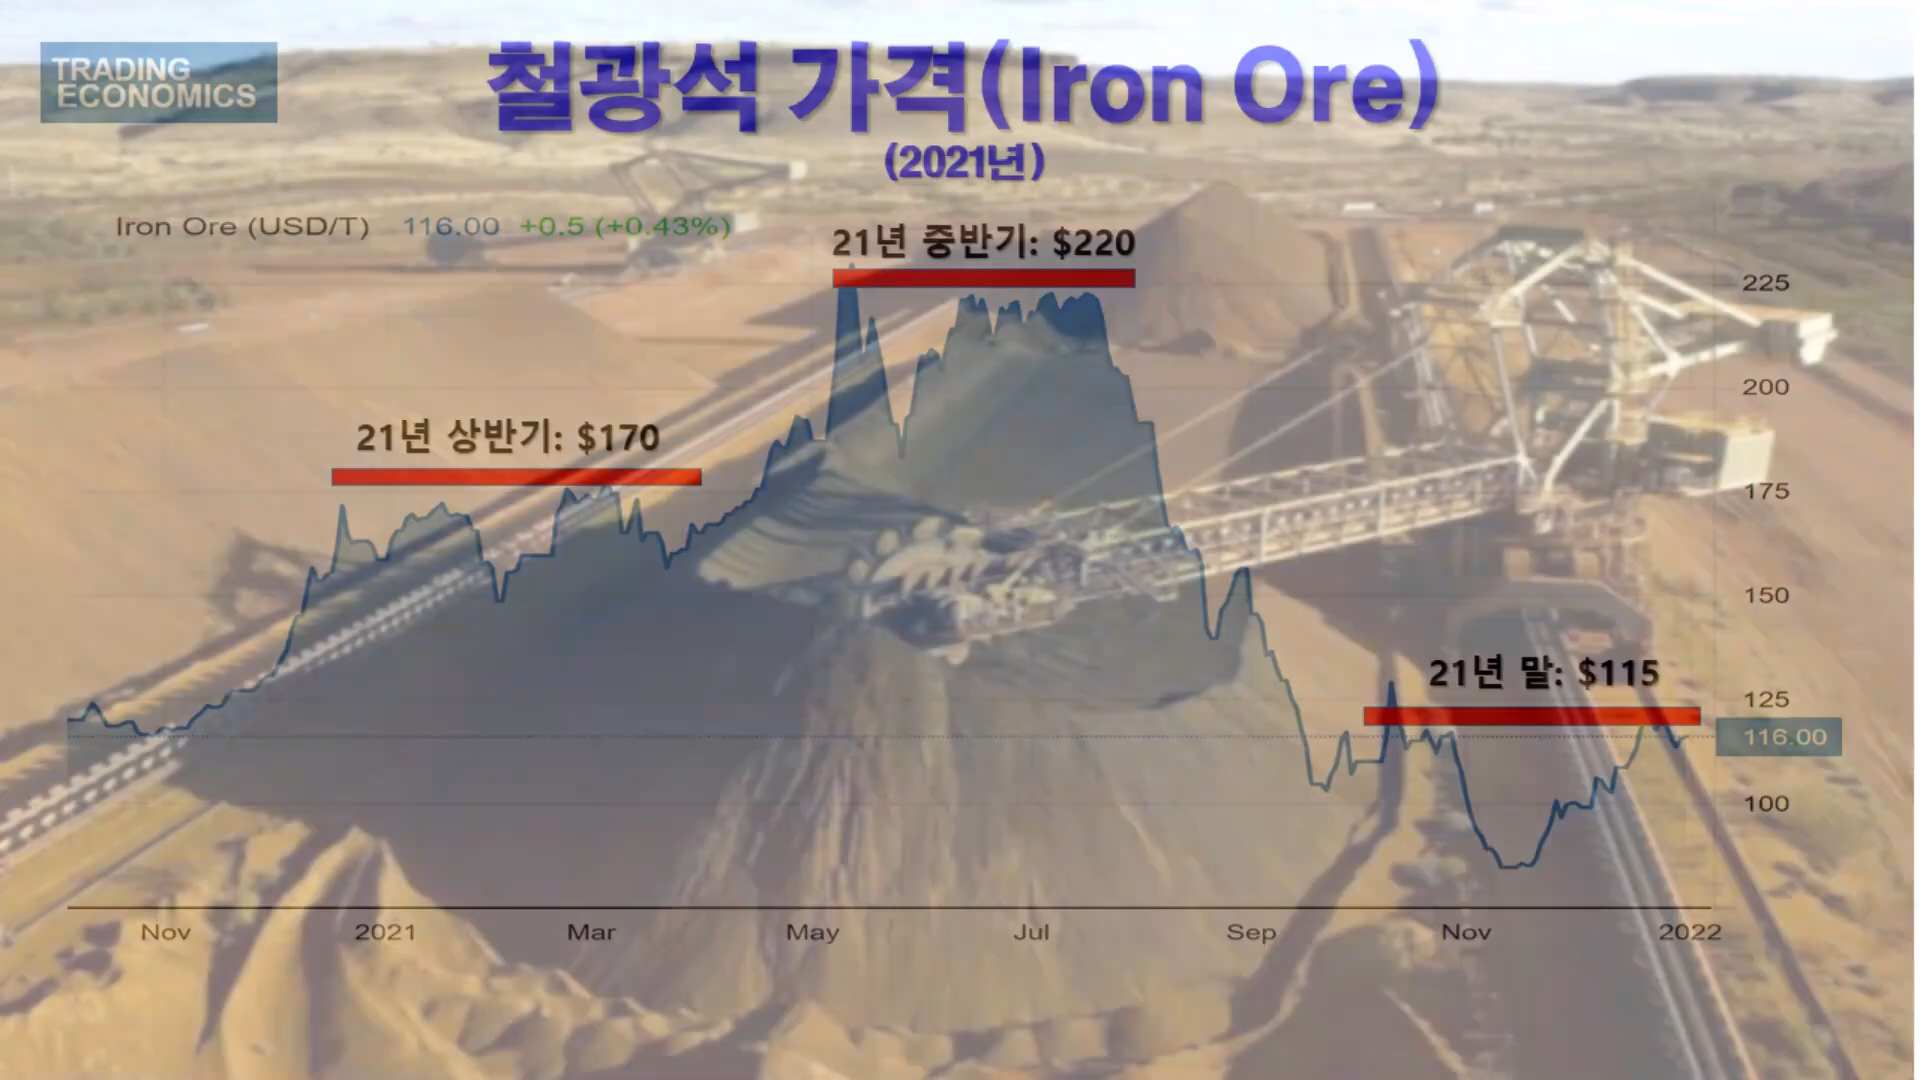 TRADING
ECONOMICS
철광석 가격(Iron Ore)
(2021년)
Iron Ore (USD/T) 116.00 +0.5 (+0.43%)
21년 중반기: $220
21년 상반기: $170
21년 말: $115
225
200
175
150
125
116.00
100
Nov 2021 Mar May Jul Sep Nov 2022